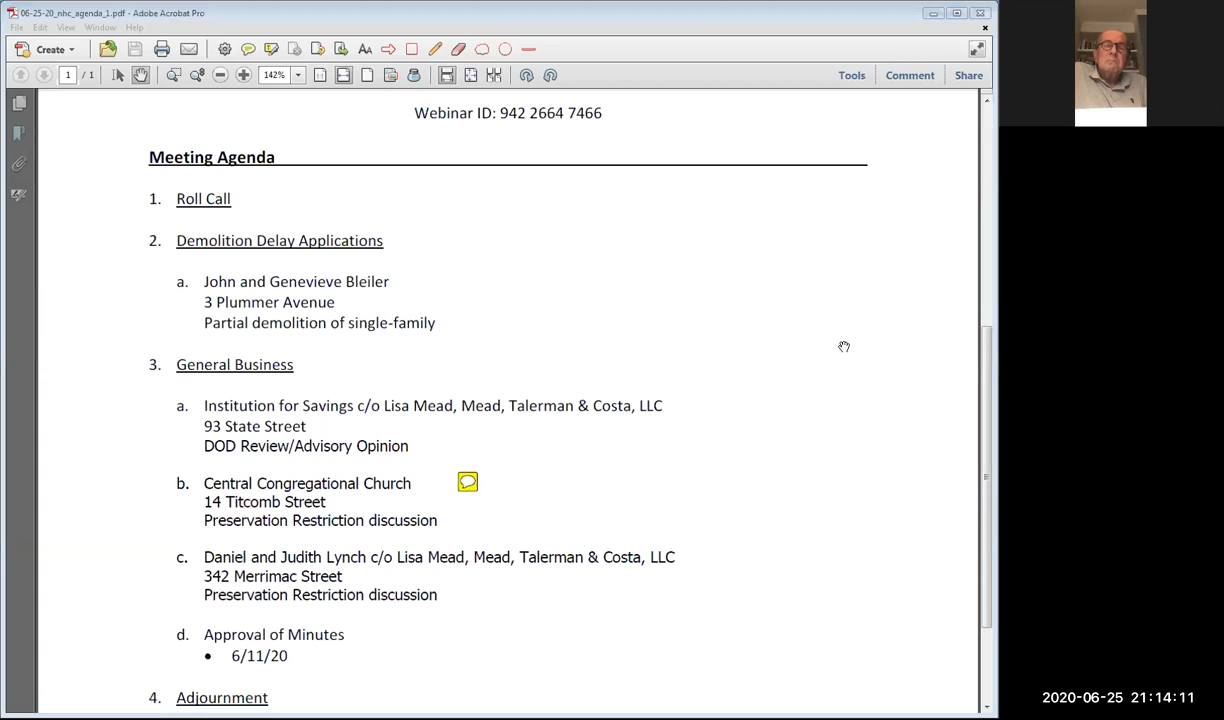 06-25-20_nhc_agenda_1.pdf - Adobe Acrobat Pro
File Edit View Window Help
Create
1 / 1 142% Tools Comment Share
Webinar ID: 942 2664 7466
Meeting Agenda
1. Roll Call
2. Demolition Delay Applications
a. John and Genevieve Bleiler
3 Plummer Avenue
Partial demolition of single-family
3. General Business
a. Institution for Savings c/o Lisa Mead, Mead, Talerman & Costa, LLC
93 State Street
DOD Review/Advisory Opinion
b. Central Congregational Church
14 Titcomb Street
Preservation Restriction discussion
c. Daniel and Judith Lynch c/o Lisa Mead, Mead, Talerman & Costa, LLC
342 Merrimac Street
Preservation Restriction discussion
d. Approval of Minutes
• 6/11/20
4. Adjournment
2020-06-25 21:14:11